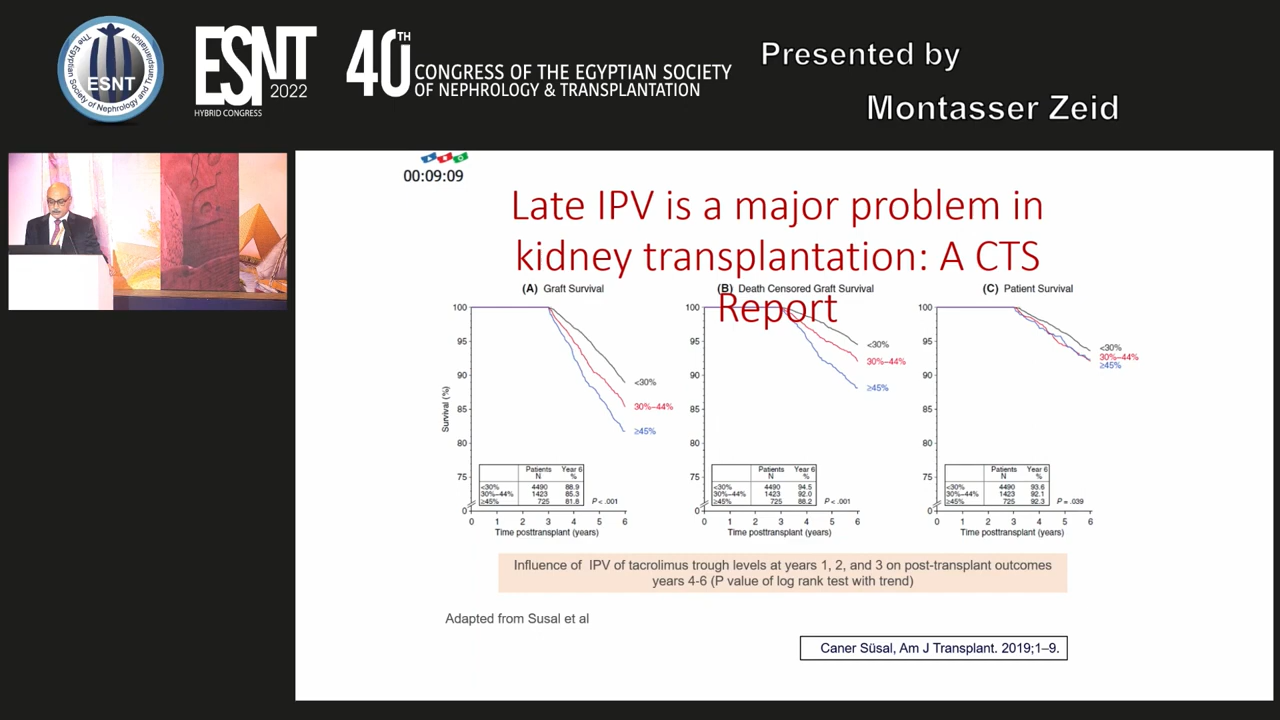 The Egyptian Society of Nephrology and Transplantation
ESNT
ESNT
2022
HYBRID CONGRESS
40TH
CONGRESS OF THE EGYPTIAN SOCIETY
OF NEPHROLOGY & TRANSPLANTATION
Presented by
Montasser Zeid
A B C
00:09:09
Late IPV is a major problem in
kidney transplantation: A CTS
Report
(A) Graft Survival
Survival (%)
100
95
90
85
80
75
0
<30%
30%–44%
≥45%
Patients Year 6
N %
<30% 4490 88.9
30%–44% 1423 85.3
≥45% 725 81.8
P < .001
0 1 2 3 4 5 6
Time posttransplant (years)
(B) Death Censored Graft Survival
100
95
90
85
80
75
0
<30%
30%–44%
≥45%
Patients Year 6
N %
<30% 4490 94.5
30%–44% 1423 92.0
≥45% 725 88.2
P < .001
0 1 2 3 4 5 6
Time posttransplant (years)
(C) Patient Survival
100
95
90
85
80
75
0
<30%
30%–44%
≥45%
Patients Year 6
N %
<30% 4490 93.6
30%–44% 1423 92.1
≥45% 725 92.3
P = .039
0 1 2 3 4 5 6
Time posttransplant (years)
Influence of IPV of tacrolimus trough levels at years 1, 2, and 3 on post-transplant outcomes
years 4-6 (P value of log rank test with trend)
Adapted from Susal et al
Caner Süsal, Am J Transplant. 2019;1–9.